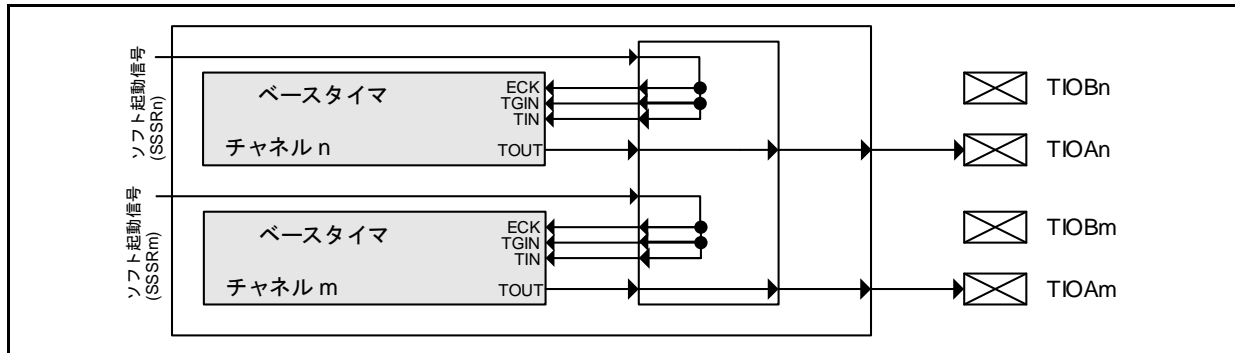 ソフト起動信号
(SSSRn)
ベースタイマ
ECK
TGIN
TIN
チャネル n
TOUT
TIOBn
TIOAn
ソフト起動信号
(SSSRm)
ベースタイマ
ECK
TGIN
TIN
チャネル m
TOUT
TIOBm
TIOAm